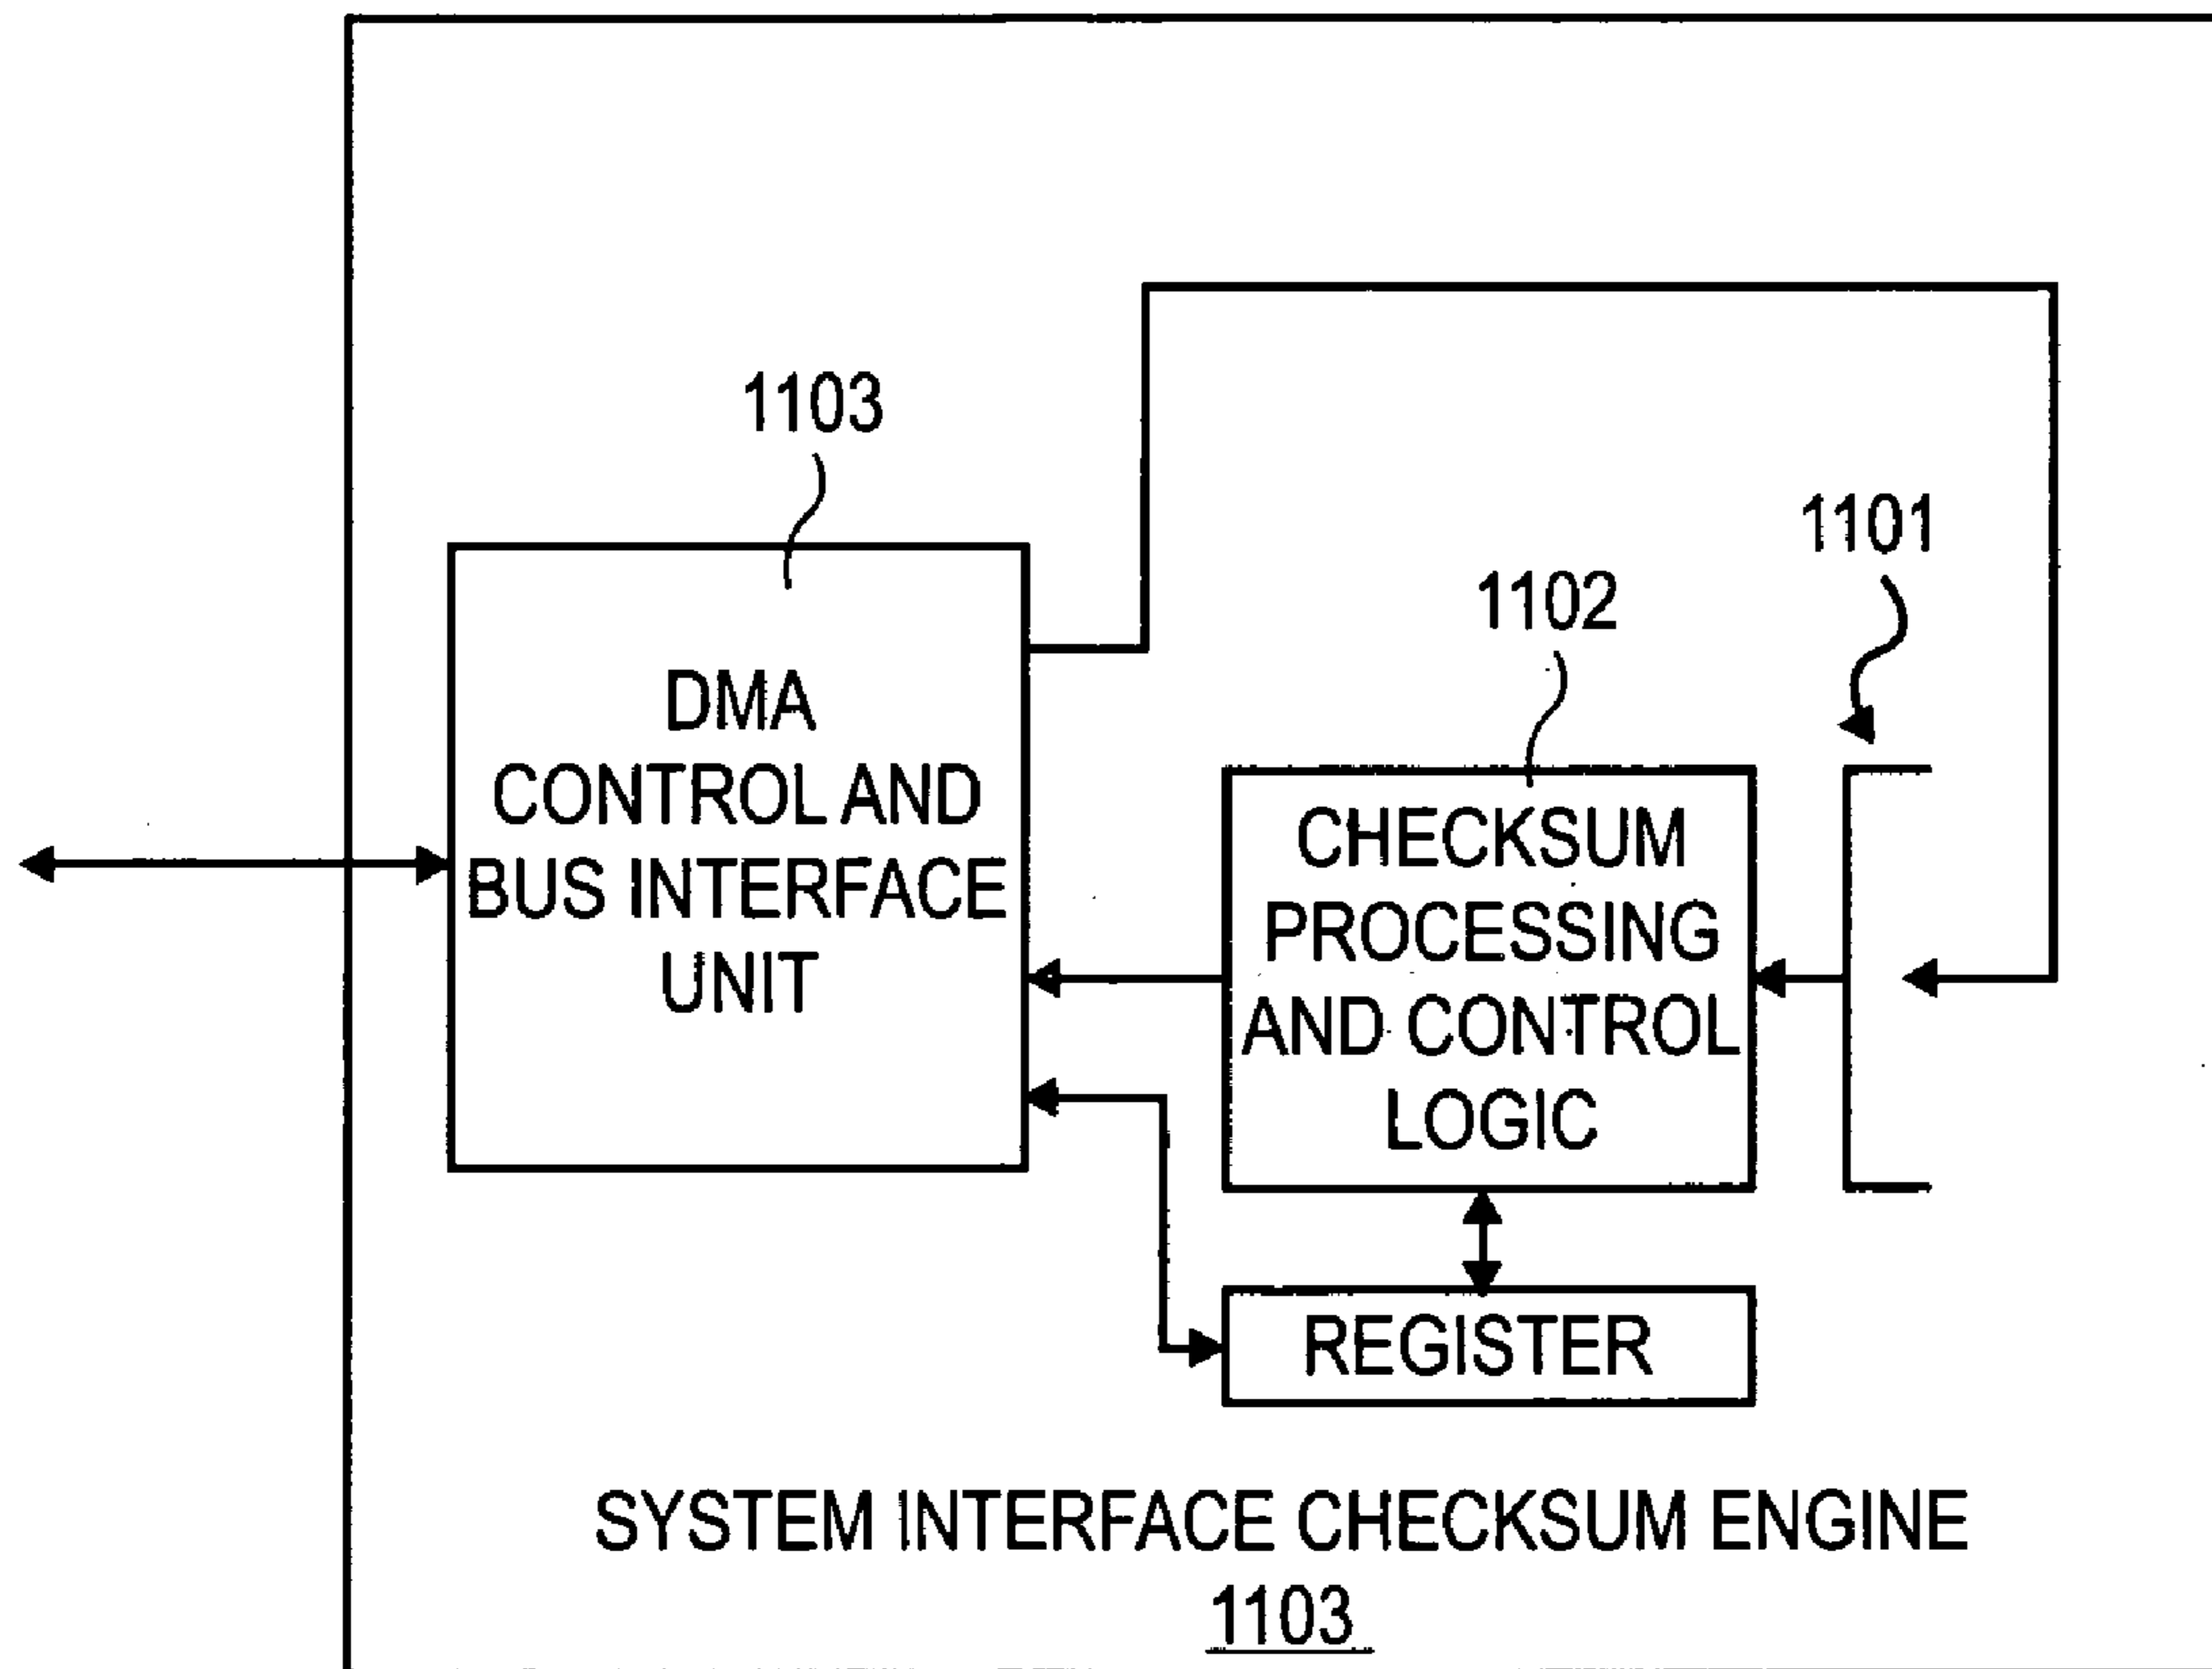 1103
1101
1102
DMA
CONTROL AND
BUS INTERFACE
UNIT
CHECKSUM
PROCESSING
AND CONTROL
LOGIC
REGISTER
SYSTEM INTERFACE CHECKSUM ENGINE
1103